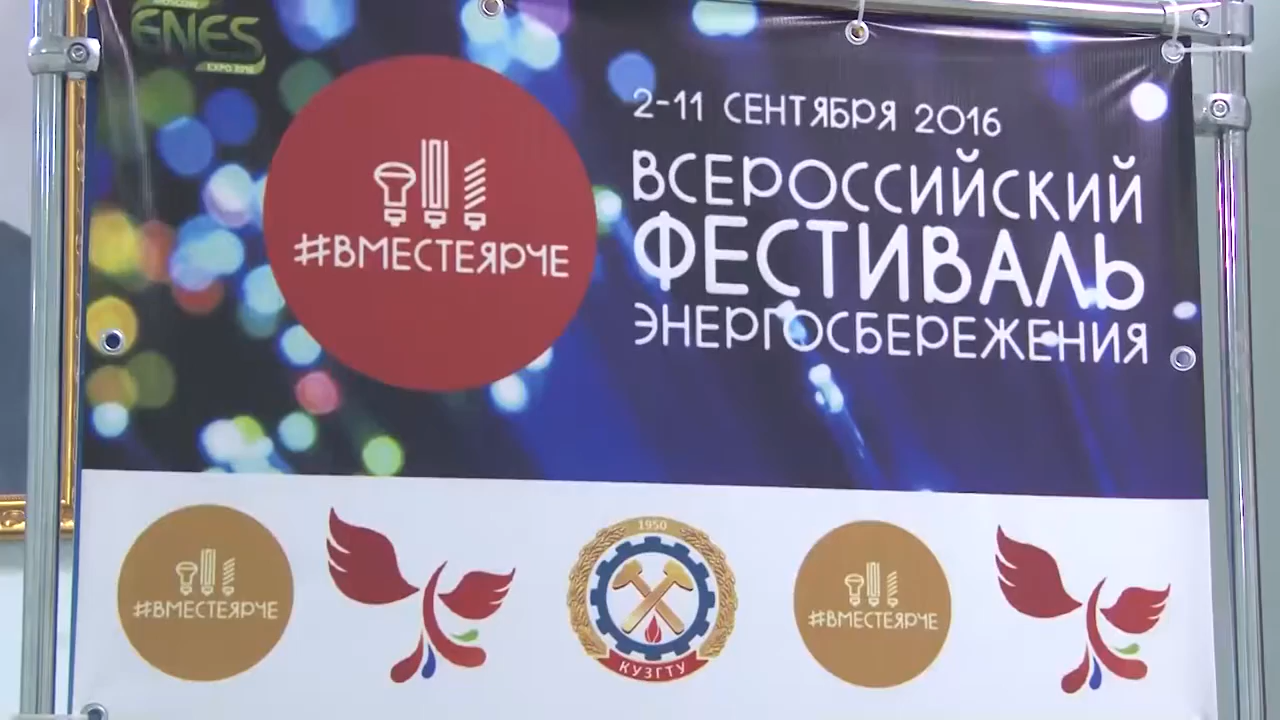 ENES
#ВМЕСТЕЯРЧЕ
2-11 СЕНТЯБРЯ 2016
ВСЕРОССИЙСКИЙ
ФЕСТИВАЛЬ
ЭНЕРГОСБЕРЕЖЕНИЯ
#ВМЕСТЕЯРЧЕ
1950
КУЗГТУ
#ВМЕСТЕЯРЧЕ